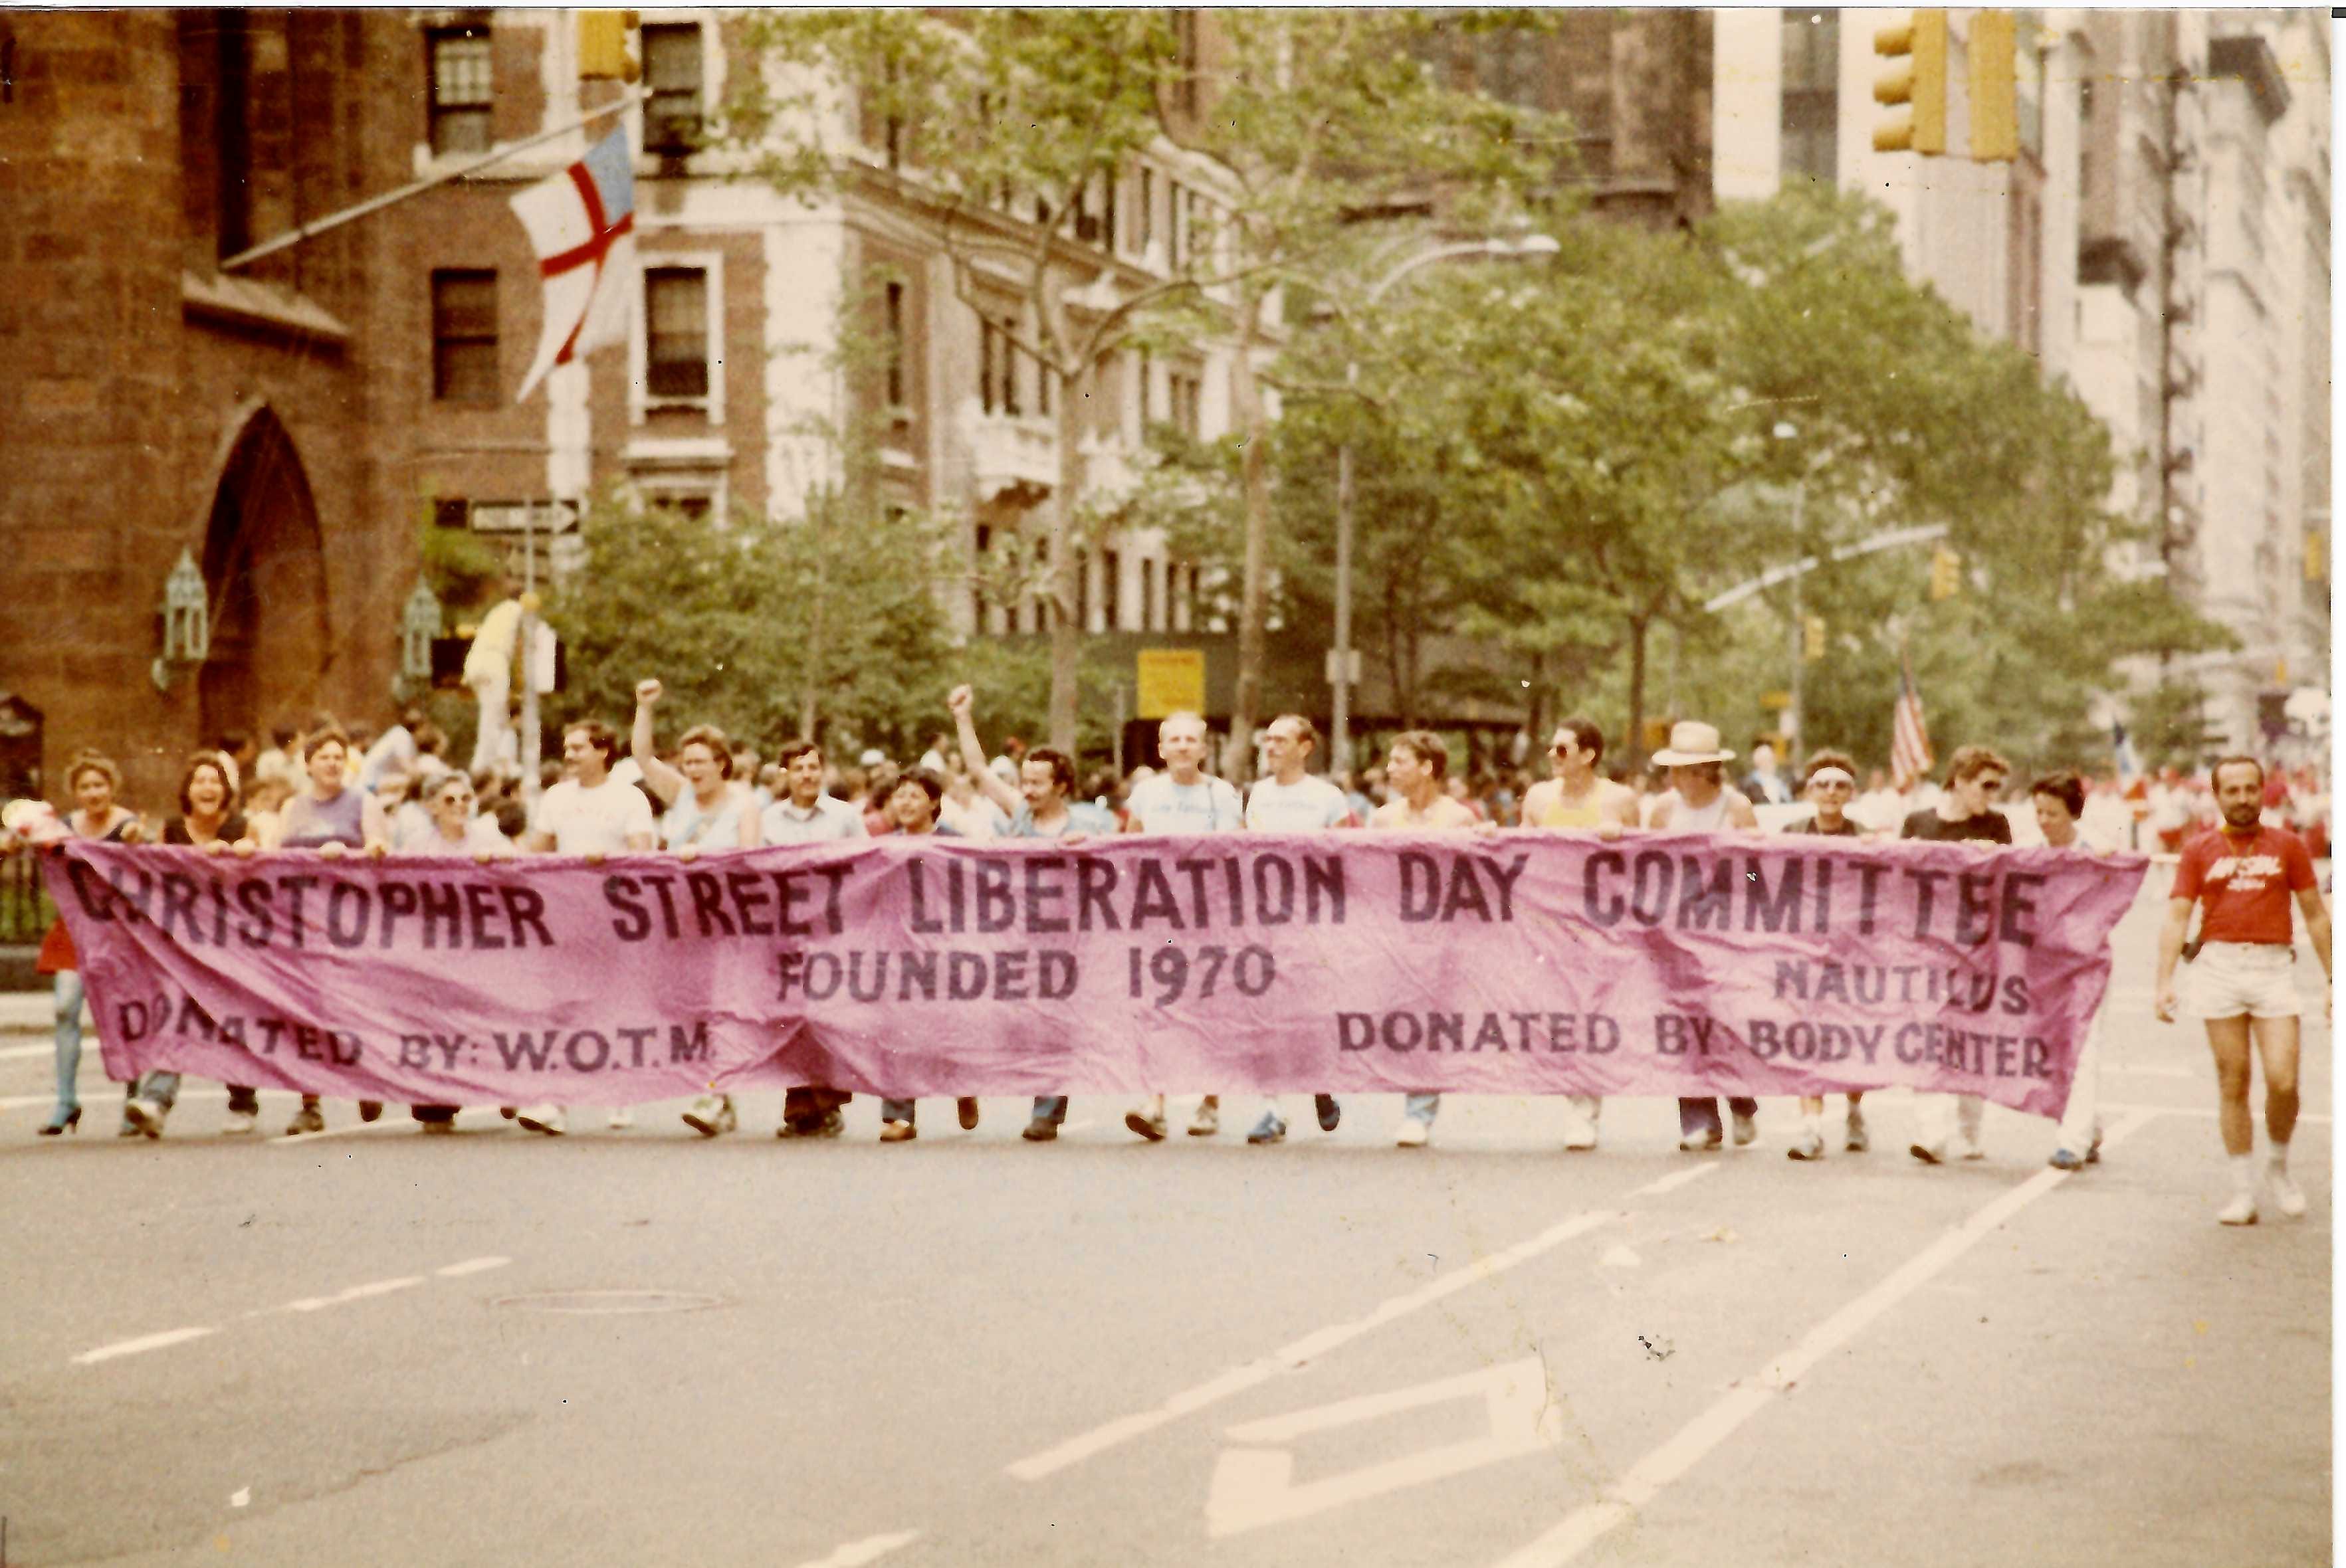 CHRISTOPHER STREET LIBERATION DAY COMMITTEE
FOUNDED 1970
NAUTILUS
DONATED BY: W.O.T.M.
DONATED BY: BODY CENTER